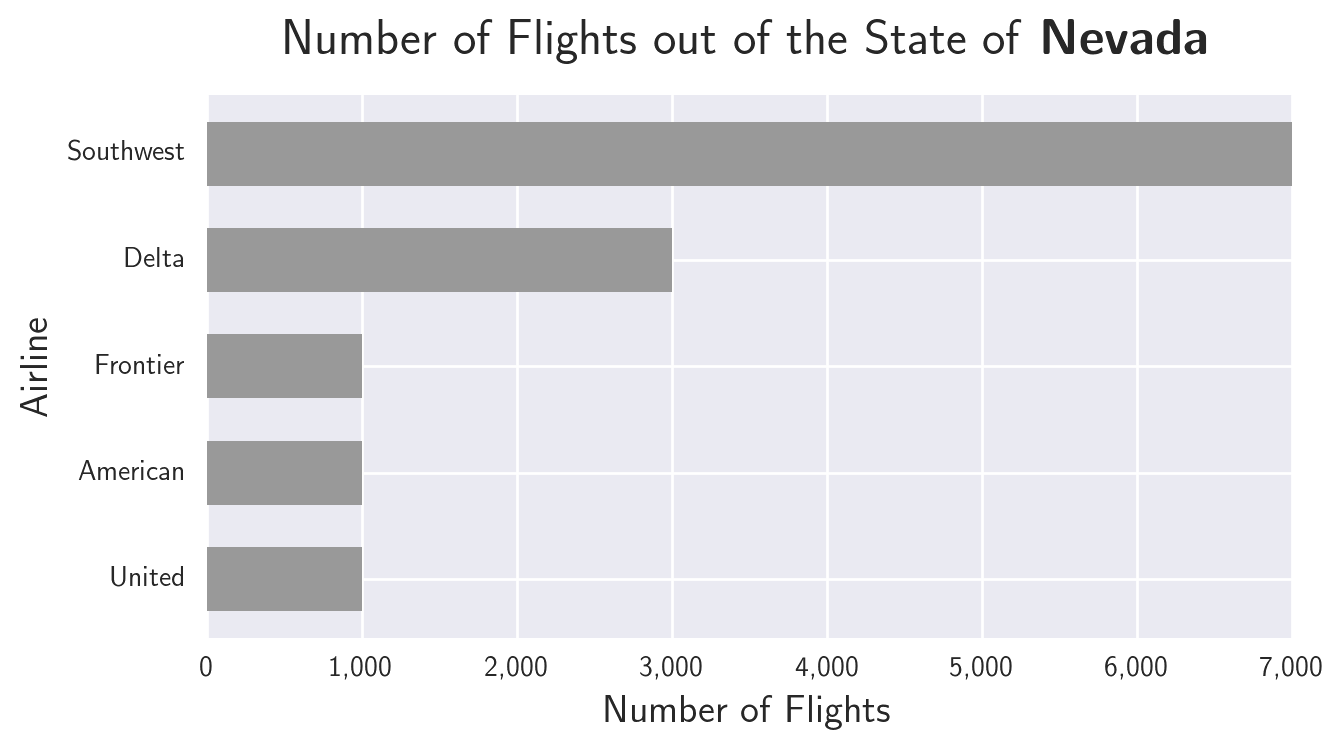 Number of Flights out of the State of Nevada
Southwest
Delta
Frontier
American
United
Airline
0 1,000 2,000 3,000 4,000 5,000 6,000 7,000
Number of Flights